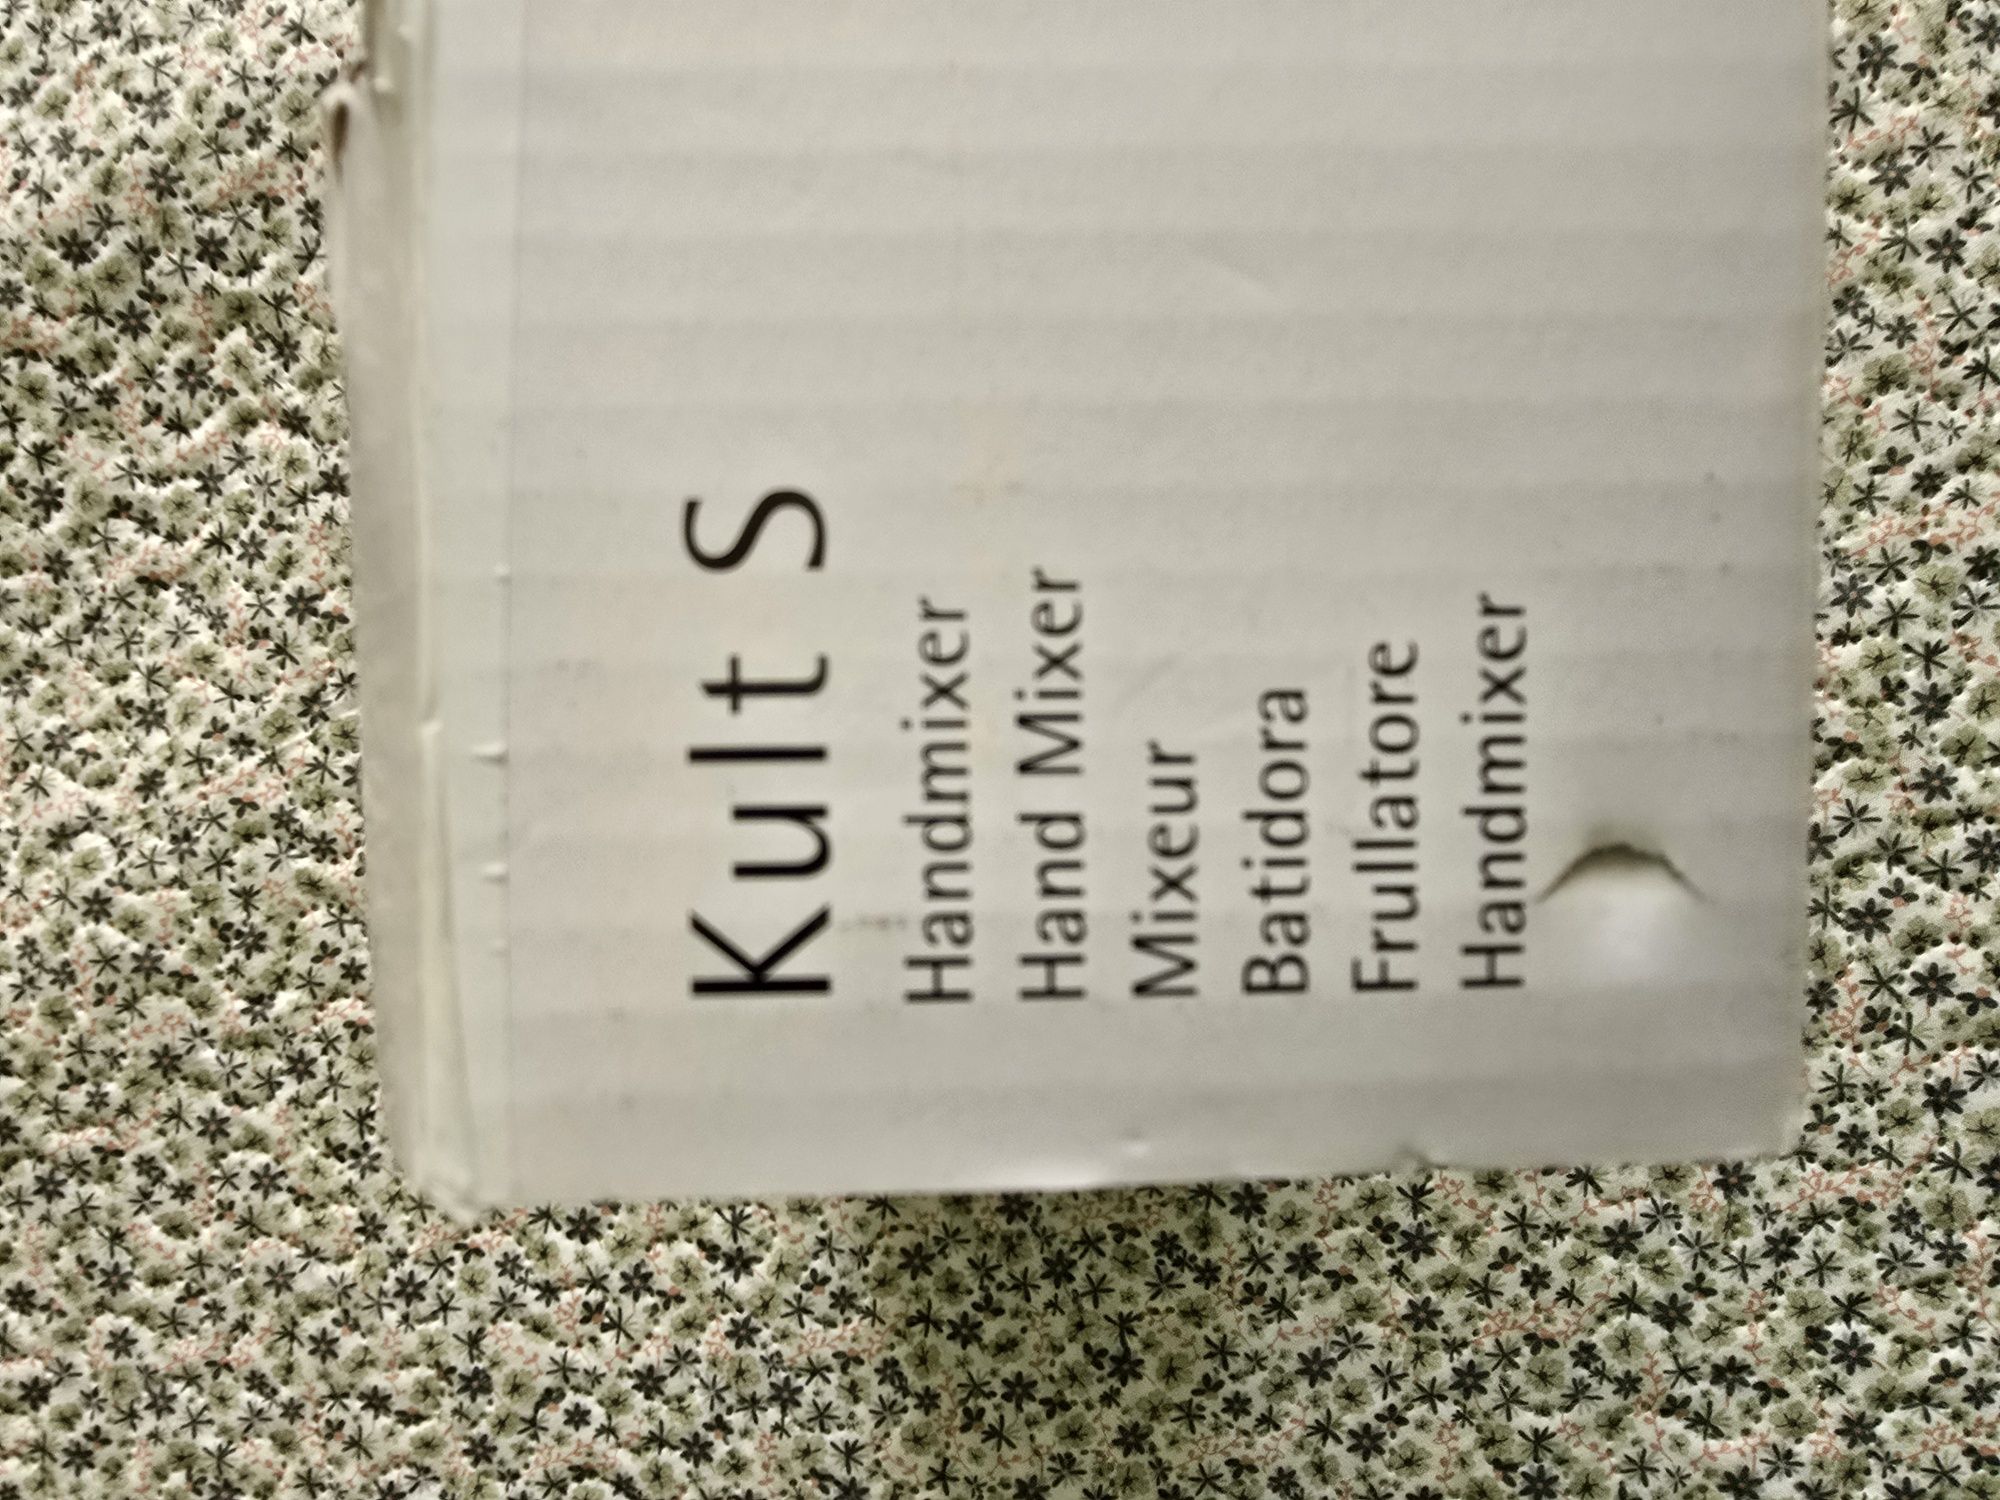 Kult S
Handmixer
Hand Mixer
Mixeur
Batidora
Frullatore
Handmixer